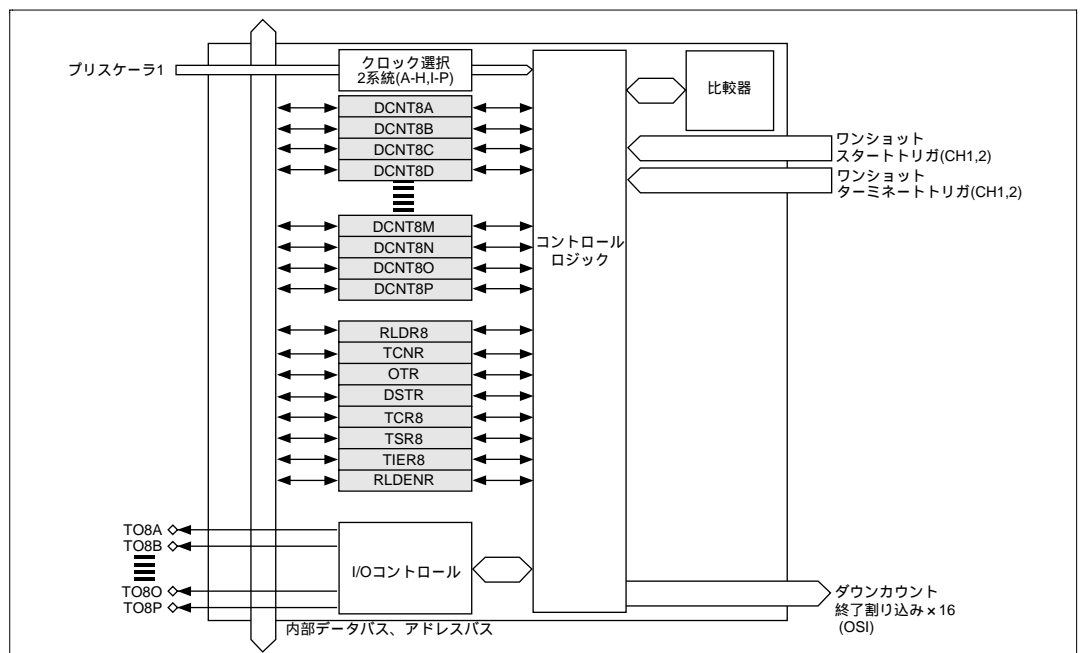 プリスケーラ1
クロック選択
2系統(A-H,I-P)
比較器
DCNT8A
DCNT8B
DCNT8C
DCNT8D
ワンショット
スタートトリガ(CH1,2)
ワンショット
ターミネートトリガ(CH1,2)
DCNT8M
DCNT8N
DCNT8O
DCNT8P
コントロール
ロジック
RLDR8
TCNR
OTR
DSTR
TCR8
TSR8
TIER8
RLDENR
TO8A
TO8B
TO8O
TO8P
I/Oコントロール
ダウンカウント
終了割り込み×16
(OSI)
内部データバス、アドレスバス